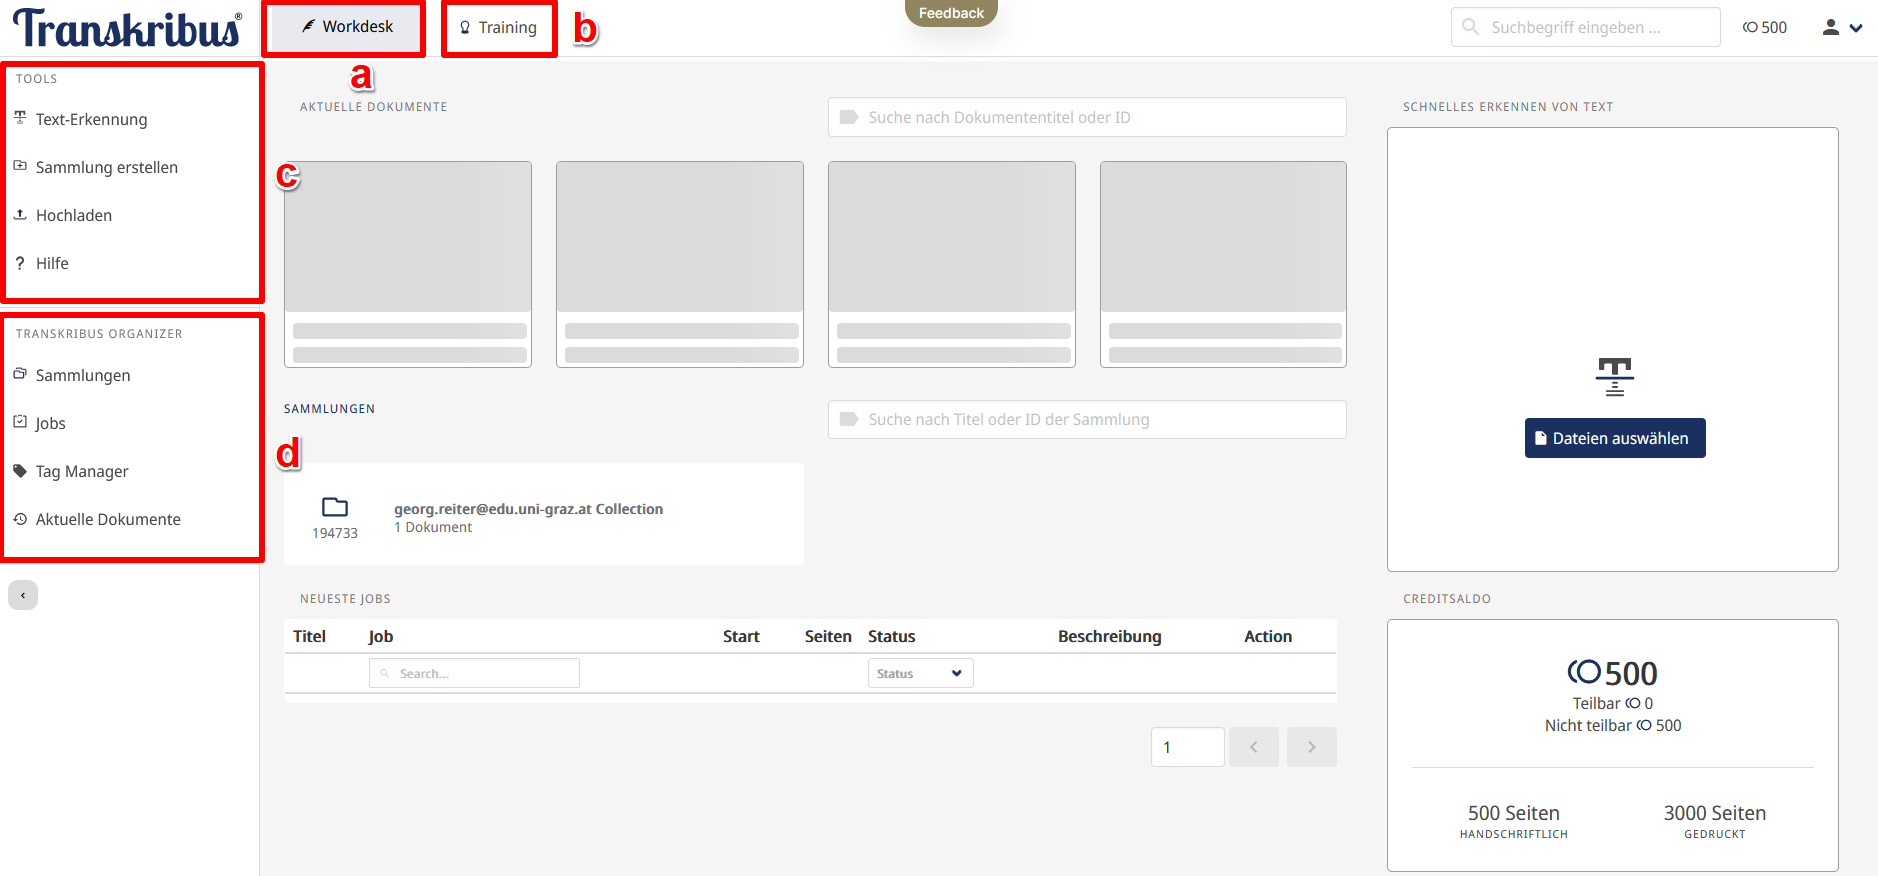 Transkribus®
Workdesk
Training
b
Feedback
Suchbegriff eingeben ...
500
a
TOOLS
Text-Erkennung
Sammlung erstellen
Hochladen
Hilfe
TRANSKRIBUS ORGANIZER
Sammlungen
Jobs
Tag Manager
Aktuelle Dokumente
AKTUELLE DOKUMENTE
Suche nach Dokumententitel oder ID
c
SAMMLUNGEN
Suche nach Titel oder ID der Sammlung
d
georg.reiter@edu.uni-graz.at Collection
1 Dokument
194733
NEUESTE JOBS
Titel Job Start Seiten Status Beschreibung Action
Search... Status
1
SCHNELLES ERKENNEN VON TEXT
Dateien auswählen
CREDITSALDO
500
Teilbar 0
Nicht teilbar 500
500 Seiten
HANDSCHRIFTLICH
3000 Seiten
GEDRUCKT